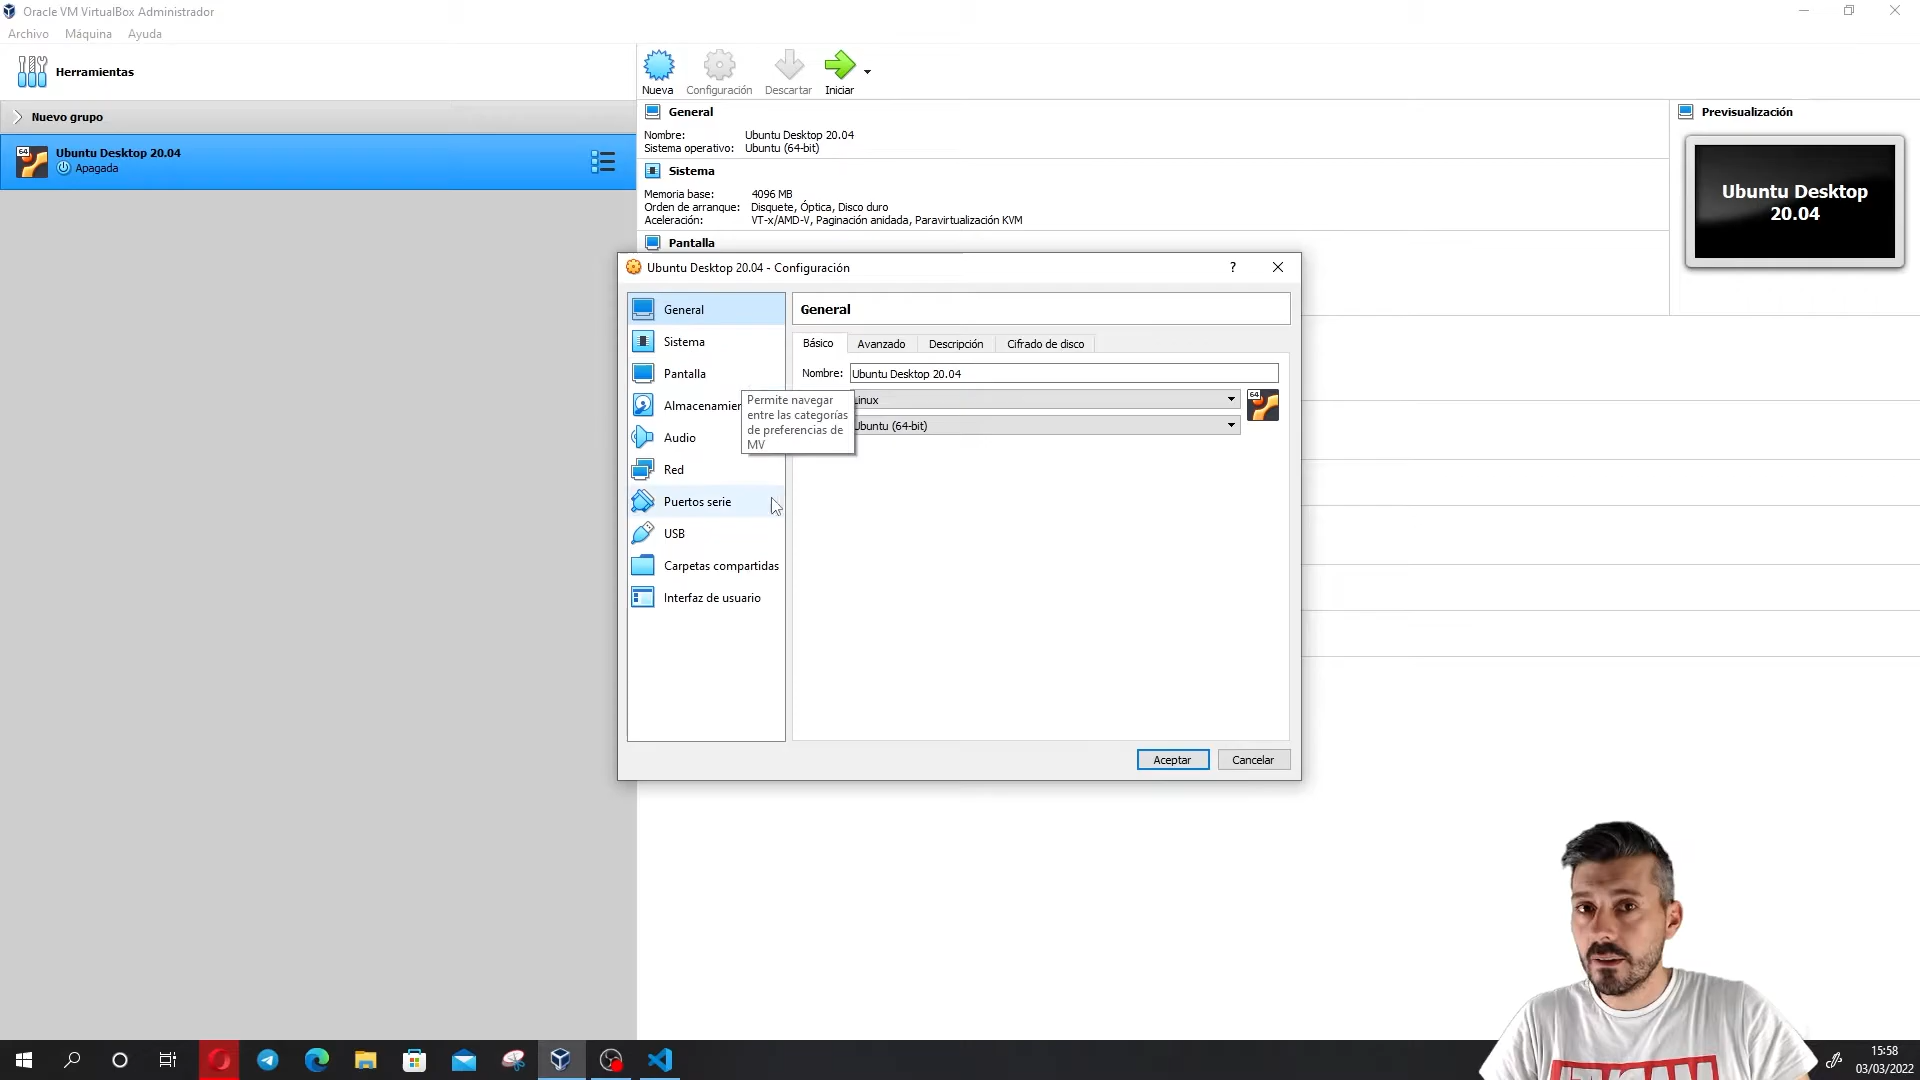 Oracle VM VirtualBox Administrador
Archivo Máquina Ayuda
Herramientas
Nueva Configuración Descartar Iniciar
Nuevo grupo
64
Ubuntu Desktop 20.04
Apagada
General
Nombre: Ubuntu Desktop 20.04
Sistema operativo: Ubuntu (64-bit)
Sistema
Memoria base: 4096 MB
Orden de arranque: Disquete, Óptica, Disco duro
Aceleración: VT-x/AMD-V, Paginación anidada, Paravirtualización KVM
Pantalla
Previsualización
Ubuntu Desktop
20.04
Ubuntu Desktop 20.04 - Configuración
?
General
Sistema
Pantalla
Almacenamien
Audio
Red
Puertos serie
USB
Carpetas compartidas
Interfaz de usuario
General
Básico Avanzado Descripción Cifrado de disco
Nombre: Ubuntu Desktop 20.04
Linux
64
Ubuntu (64-bit)
Permite navegar
entre las categorías
de preferencias de
MV
Aceptar Cancelar
15:58
03/03/2022